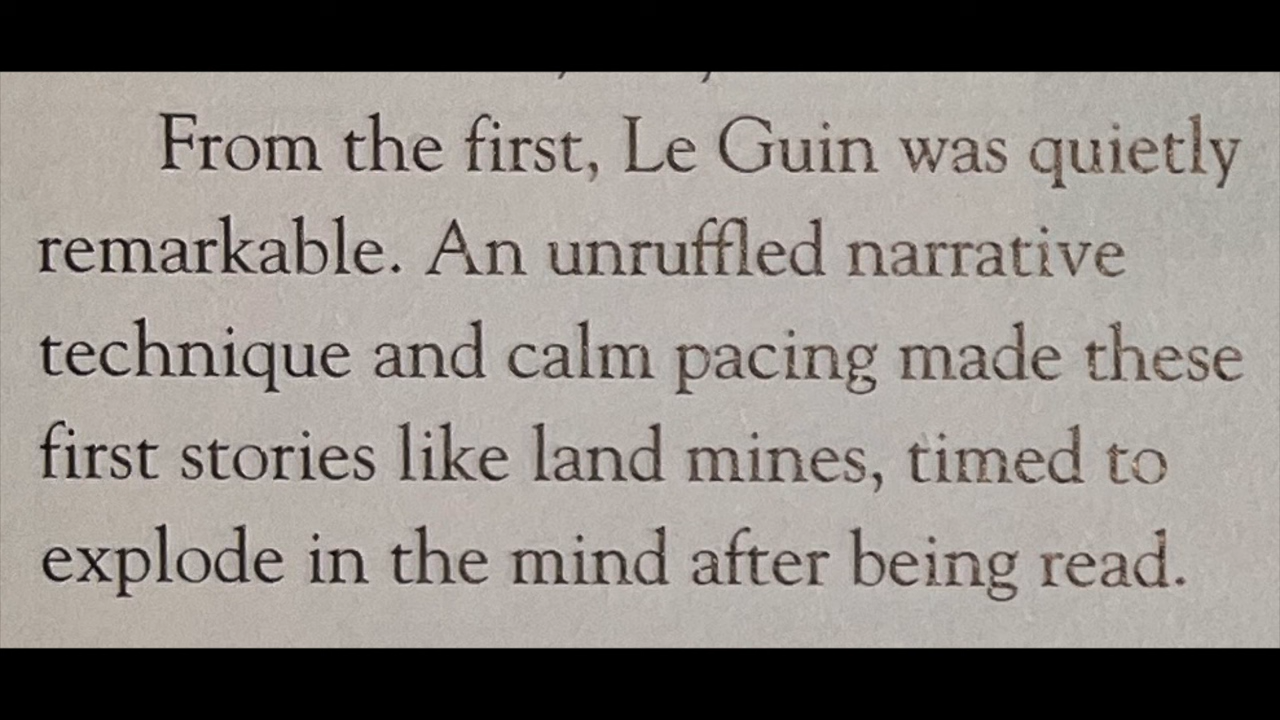 From the first, Le Guin was quietly
remarkable. An unruffled narrative
technique and calm pacing made these
first stories like land mines, timed to
explode in the mind after being read.